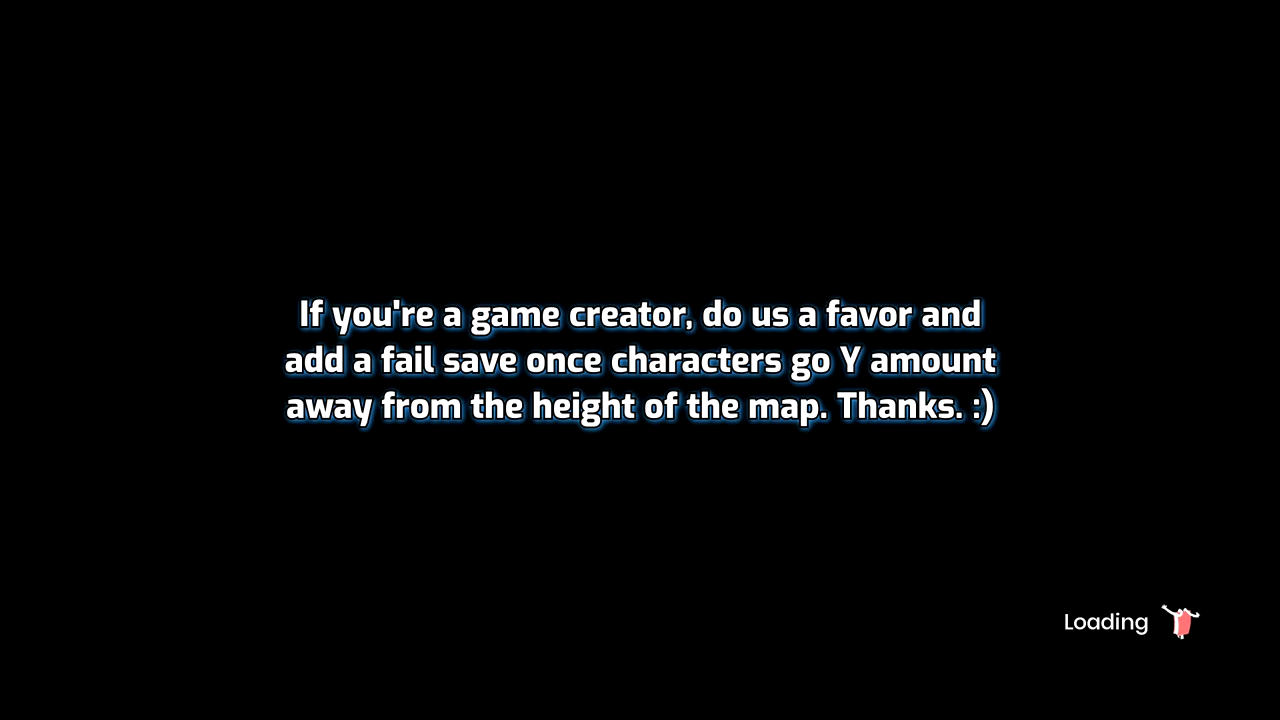 If you're a game creator, do us a favor and
add a fail save once characters go Y amount
away from the height of the map. Thanks. :)
Loading